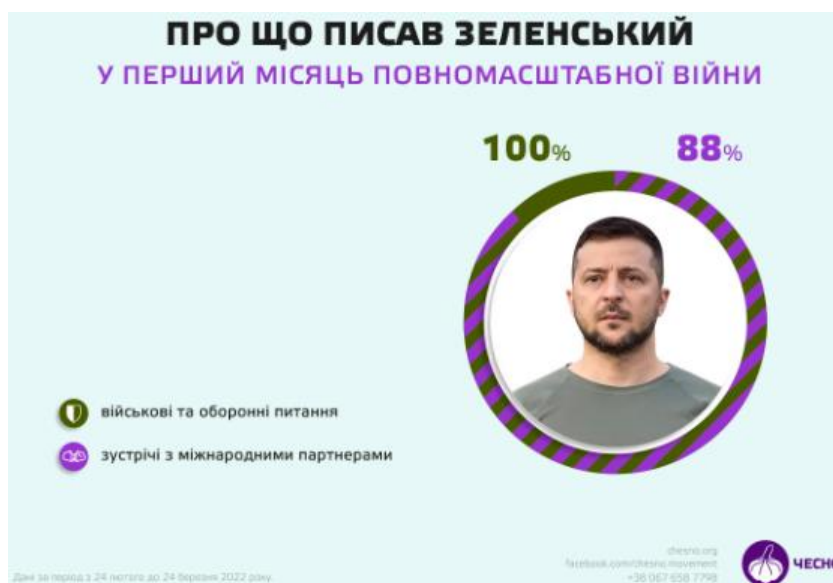 ПРО ЩО ПИСАВ ЗЕЛЕНСЬКИЙ
У ПЕРШИЙ МІСЯЦЬ ПОВНОМАСШТАБНОЇ ВІЙНИ
100% 88%
військові та оборонні питання
зустрічі з міжнародними партнерами
chesno.org
facebook.com/chesno.movement
+38 067 658 7798
ЧЕСНО
Дані за період з 24 лютого до 24 березня 2022 року.